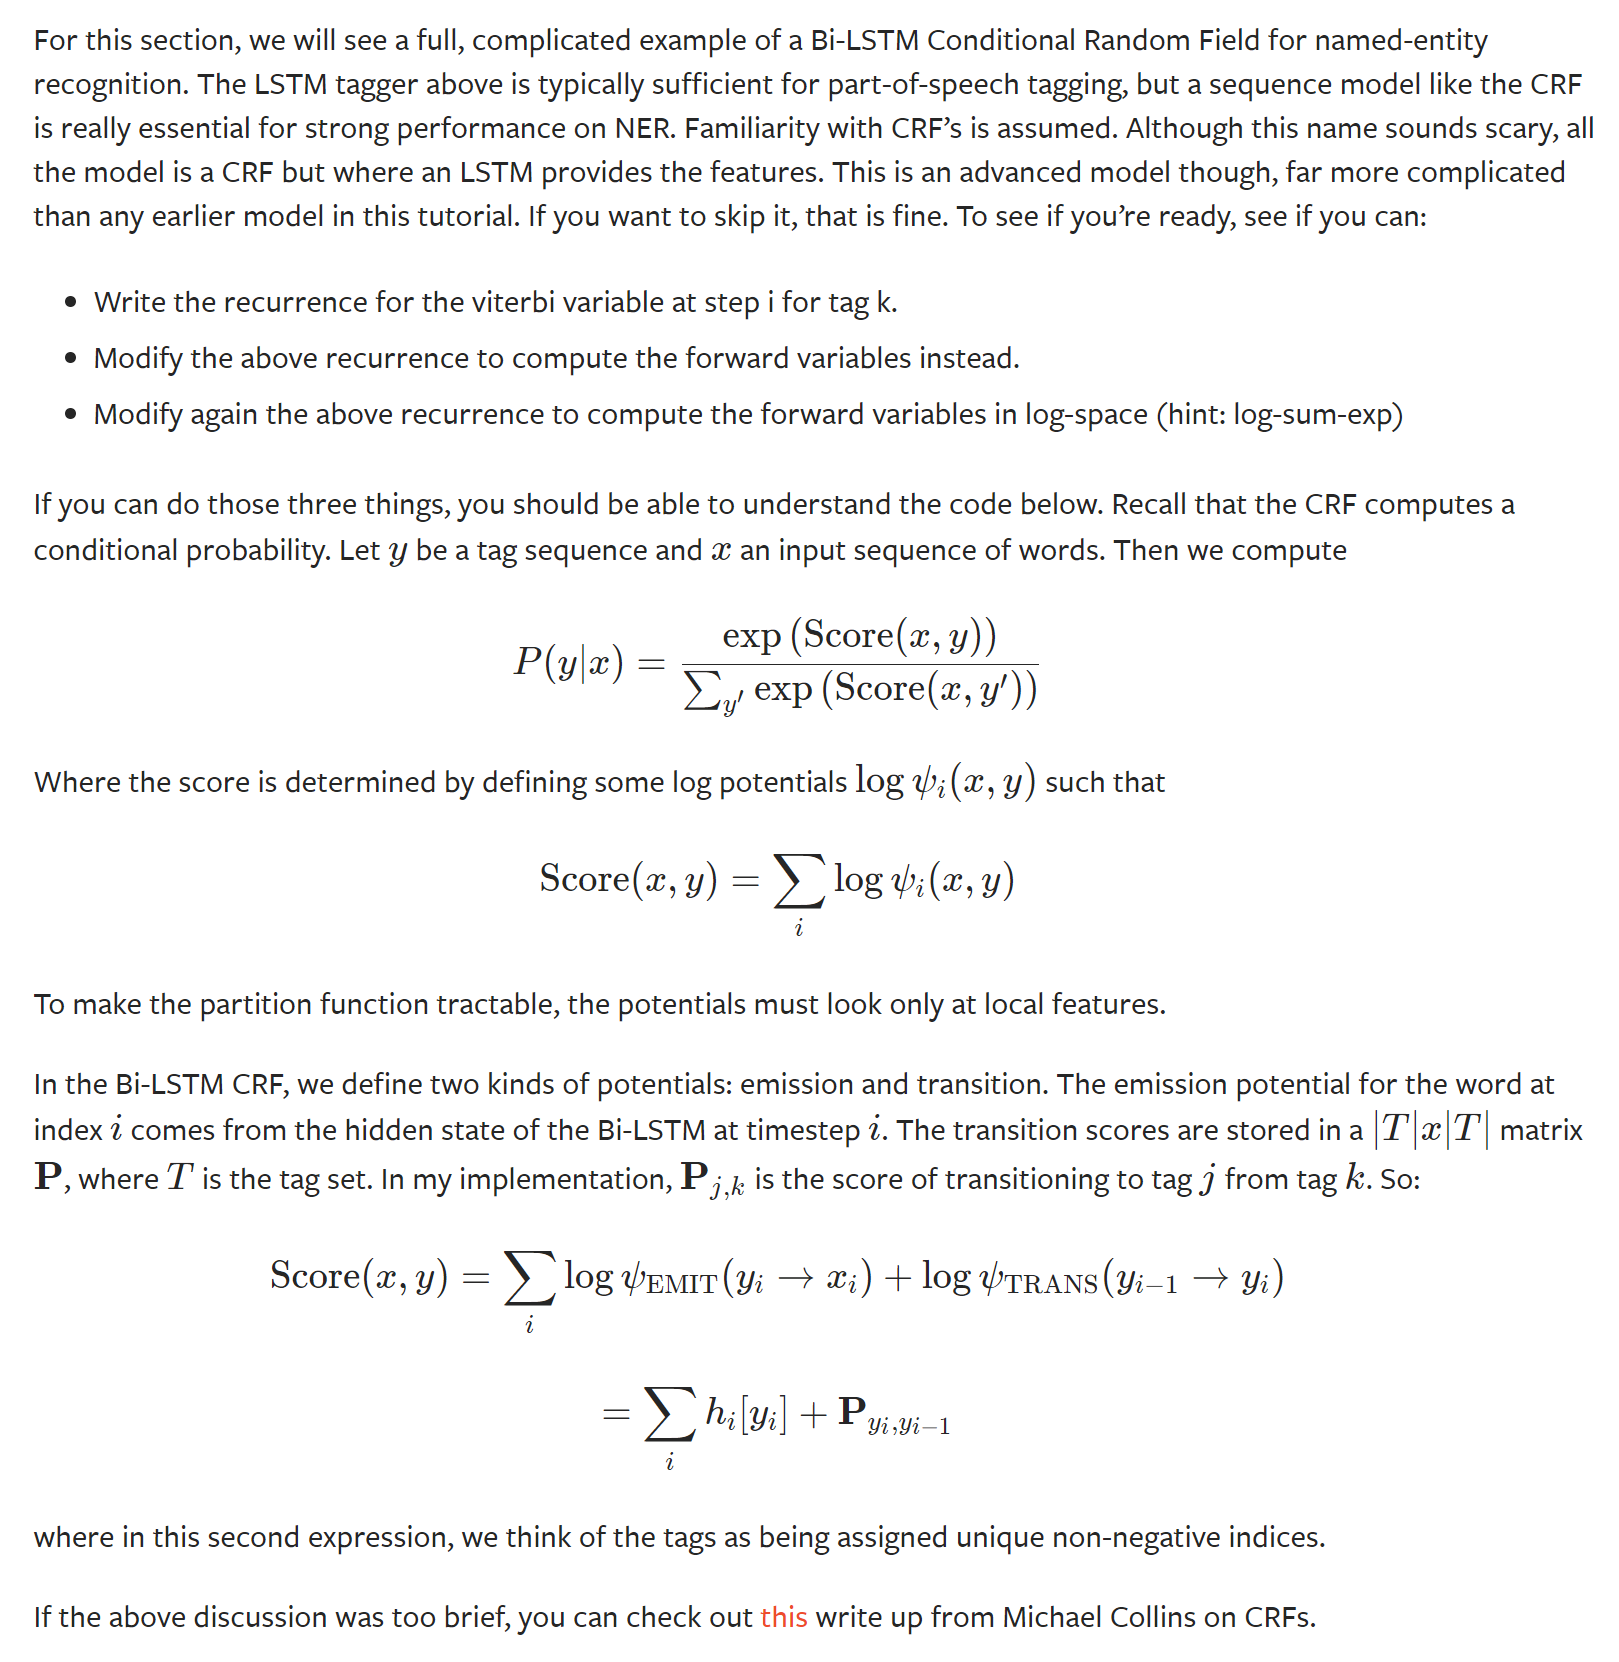 For this section, we will see a full, complicated example of a Bi-LSTM Conditional Random Field for named-entity
recognition. The LSTM tagger above is typically sufficient for part-of-speech tagging, but a sequence model like the CRF
is really essential for strong performance on NER. Familiarity with CRF’s is assumed. Although this name sounds scary, all
the model is a CRF but where an LSTM provides the features. This is an advanced model though, far more complicated
than any earlier model in this tutorial. If you want to skip it, that is fine. To see if you’re ready, see if you can:
• Write the recurrence for the viterbi variable at step i for tag k.
• Modify the above recurrence to compute the forward variables instead.
• Modify again the above recurrence to compute the forward variables in log-space (hint: log-sum-exp)
If you can do those three things, you should be able to understand the code below. Recall that the CRF computes a
conditional probability. Let y be a tag sequence and x an input sequence of words. Then we compute
P(y|x) = \frac{\exp(\text{Score}(x, y))}{\sum_{y'} \exp(\text{Score}(x, y'))}
Where the score is determined by defining some log potentials log ψ_i(x, y) such that
\text{Score}(x, y) = \sum_i \log ψ_i(x, y)
To make the partition function tractable, the potentials must look only at local features.
In the Bi-LSTM CRF, we define two kinds of potentials: emission and transition. The emission potential for the word at
index i comes from the hidden state of the Bi-LSTM at timestep i. The transition scores are stored in a |T|x|T| matrix
P, where T is the tag set. In my implementation, P_{j,k} is the score of transitioning to tag j from tag k. So:
\text{Score}(x, y) = \sum_i \log ψ_{\text{EMIT}}(y_i → x_i) + \log ψ_{\text{TRANS}}(y_{i−1} → y_i)
= \sum_i h_i[y_i] + P_{y_i, y_{i−1}}
where in this second expression, we think of the tags as being assigned unique non-negative indices.
If the above discussion was too brief, you can check out this write up from Michael Collins on CRFs.